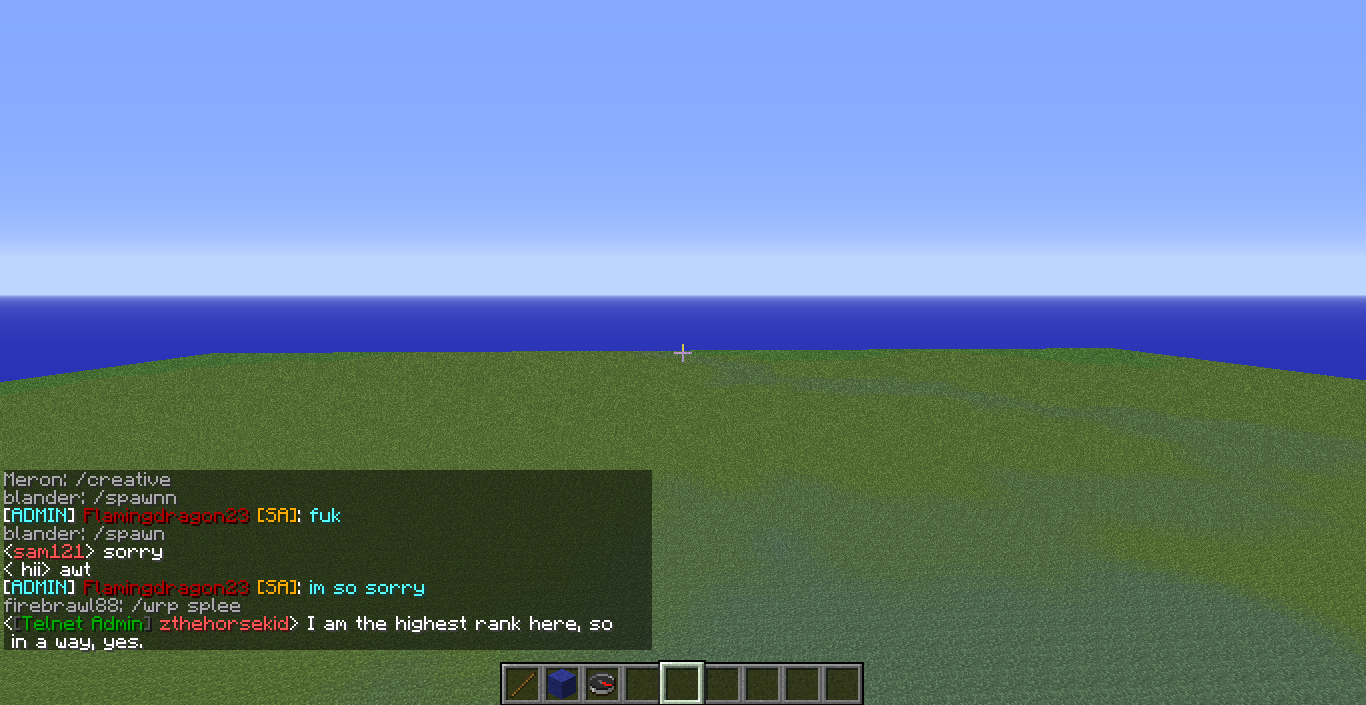 Meron: /creative
blander: /spawnn
[ADMIN] Flamingdragon23 [SA]: fuk
blander: /spawn
<sam121> sorry
< hii> awt
[ADMIN] Flamingdragon23 [SA]: im so sorry
firebrawl88: /wrp splee
<[Telnet Admin] zthehorsekid> I am the highest rank here, so
in a way, yes.